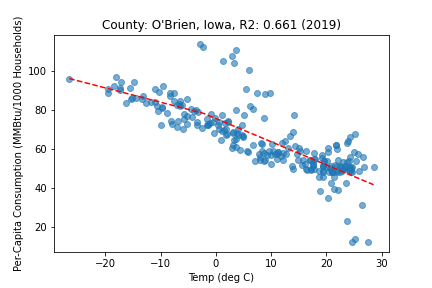 County: O'Brien, Iowa, R2: 0.661 (2019)
Per-Capita Consumption (MMBtu/1000 Households)
100
80
60
40
20
−20 −10 0 10 20 30
Temp (deg C)